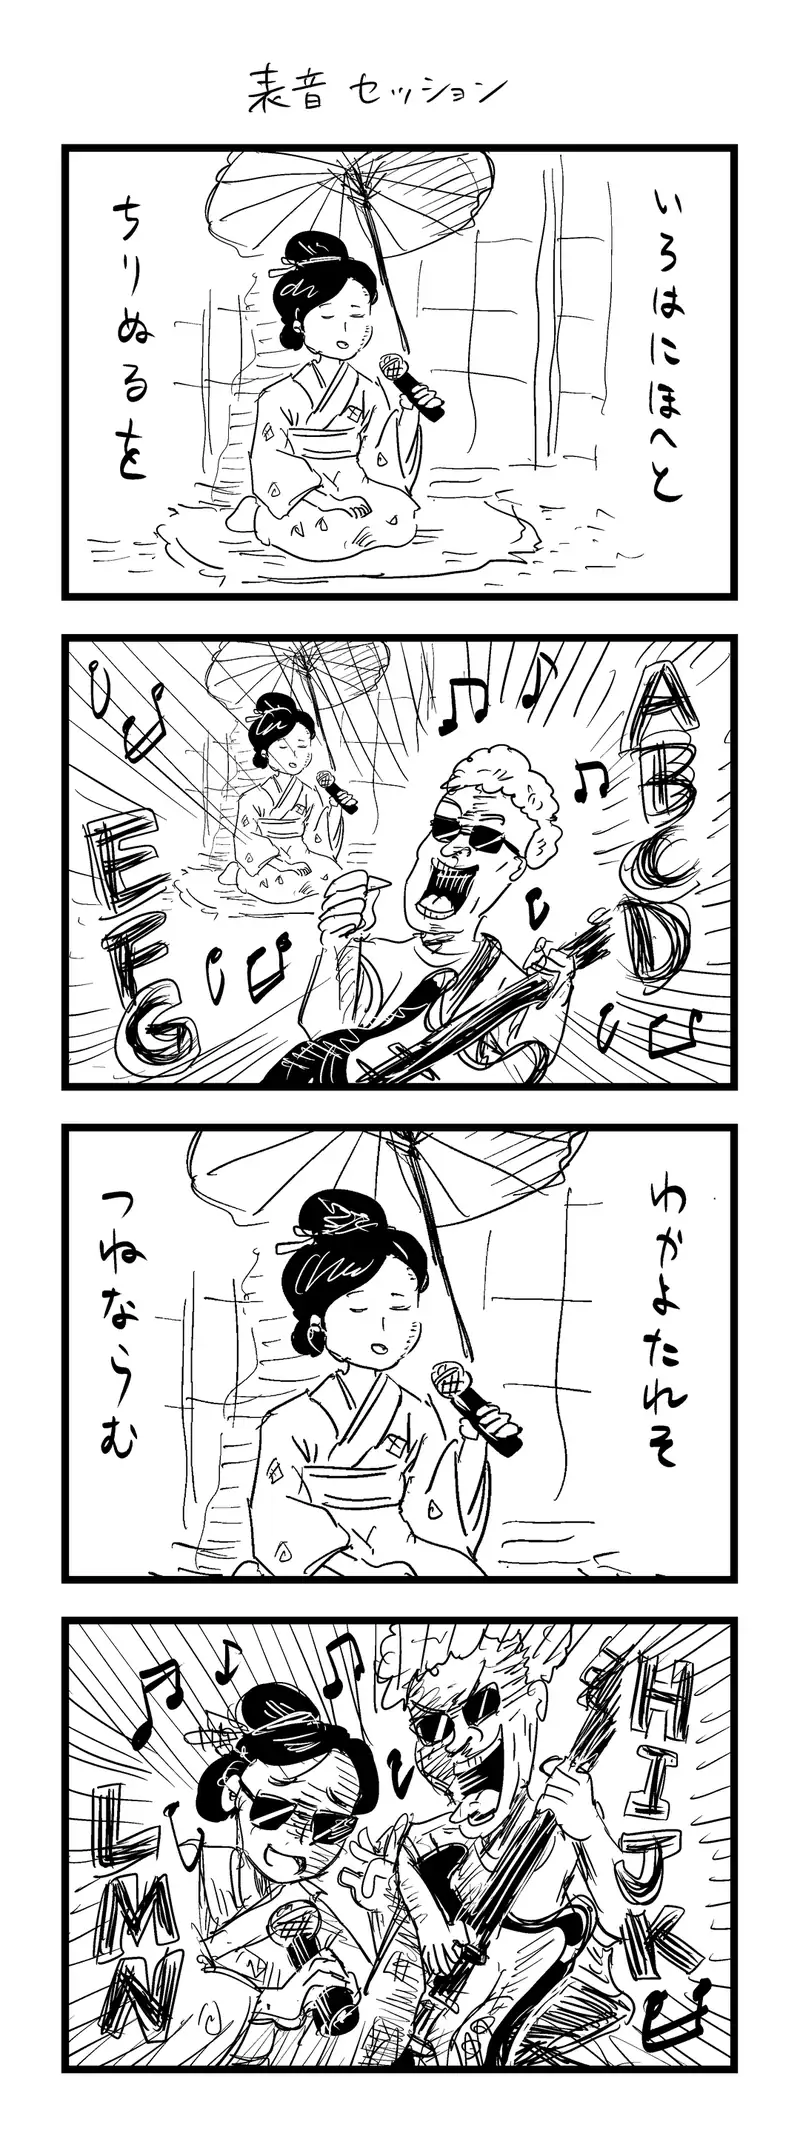 表音 セッション
いろはにほへと
ちりぬるを
ABCD
EFG
わかよたれそ
つねならむ
HIJK
LMN